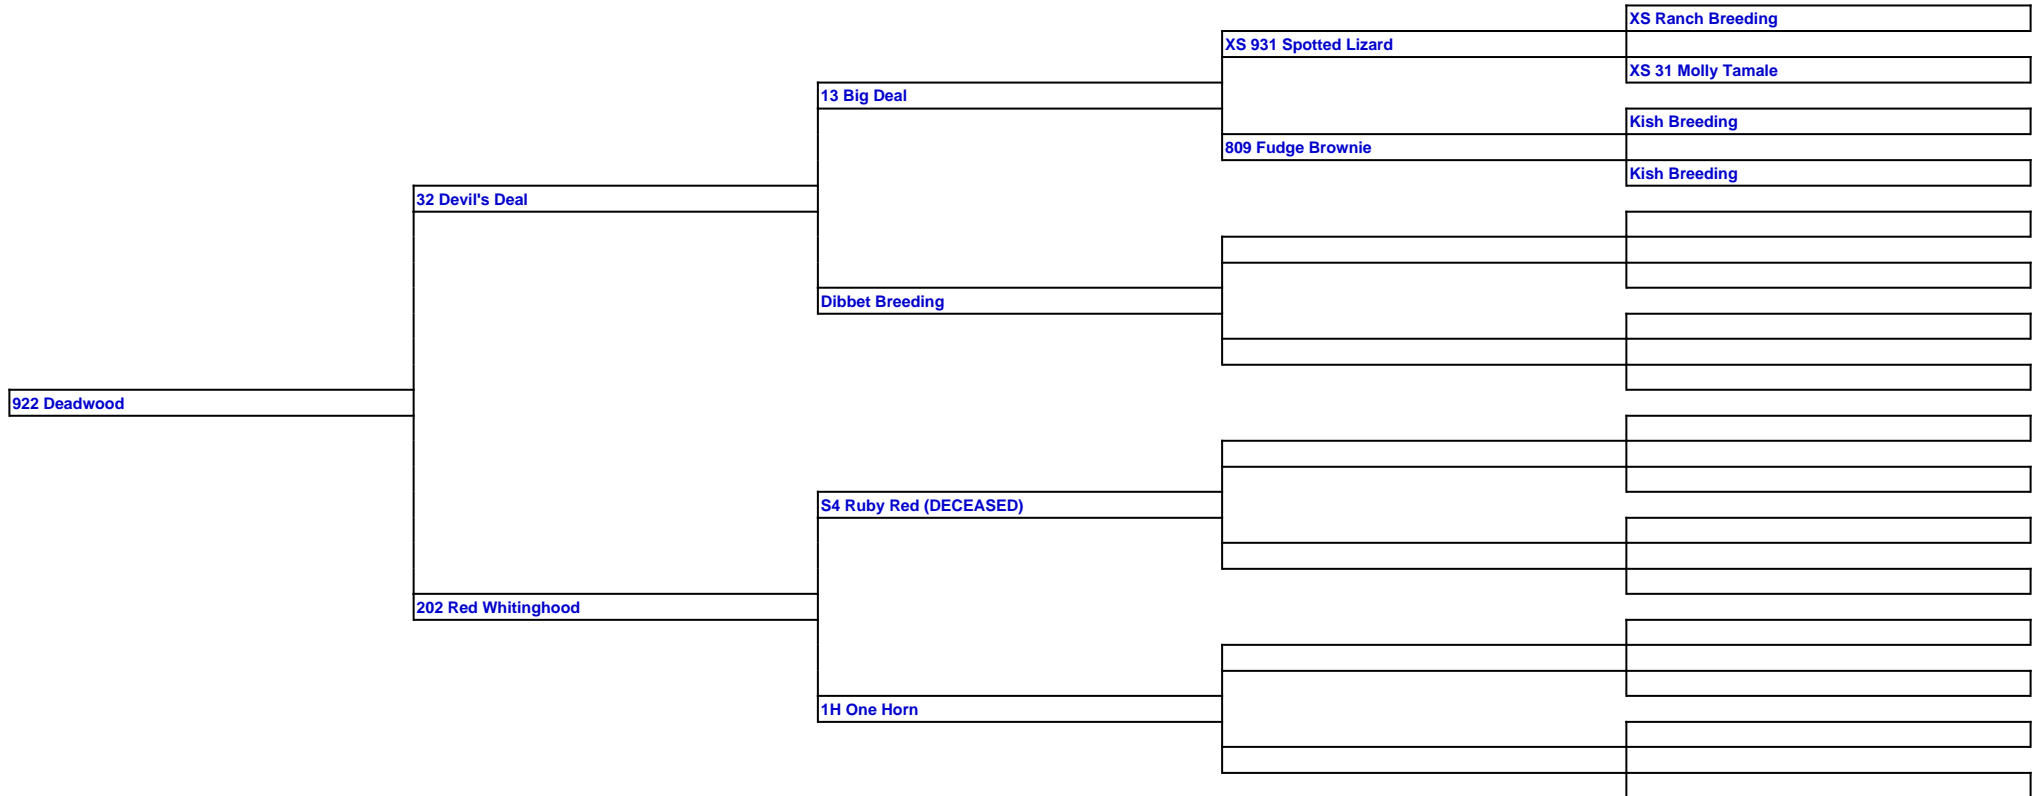 XS Ranch Breeding
XS 931 Spotted Lizard
XS 31 Molly Tamale
13 Big Deal
Kish Breeding
809 Fudge Brownie
Kish Breeding
32 Devil's Deal
Dibbet Breeding
922 Deadwood
S4 Ruby Red (DECEASED)
202 Red Whitinghood
1H One Horn